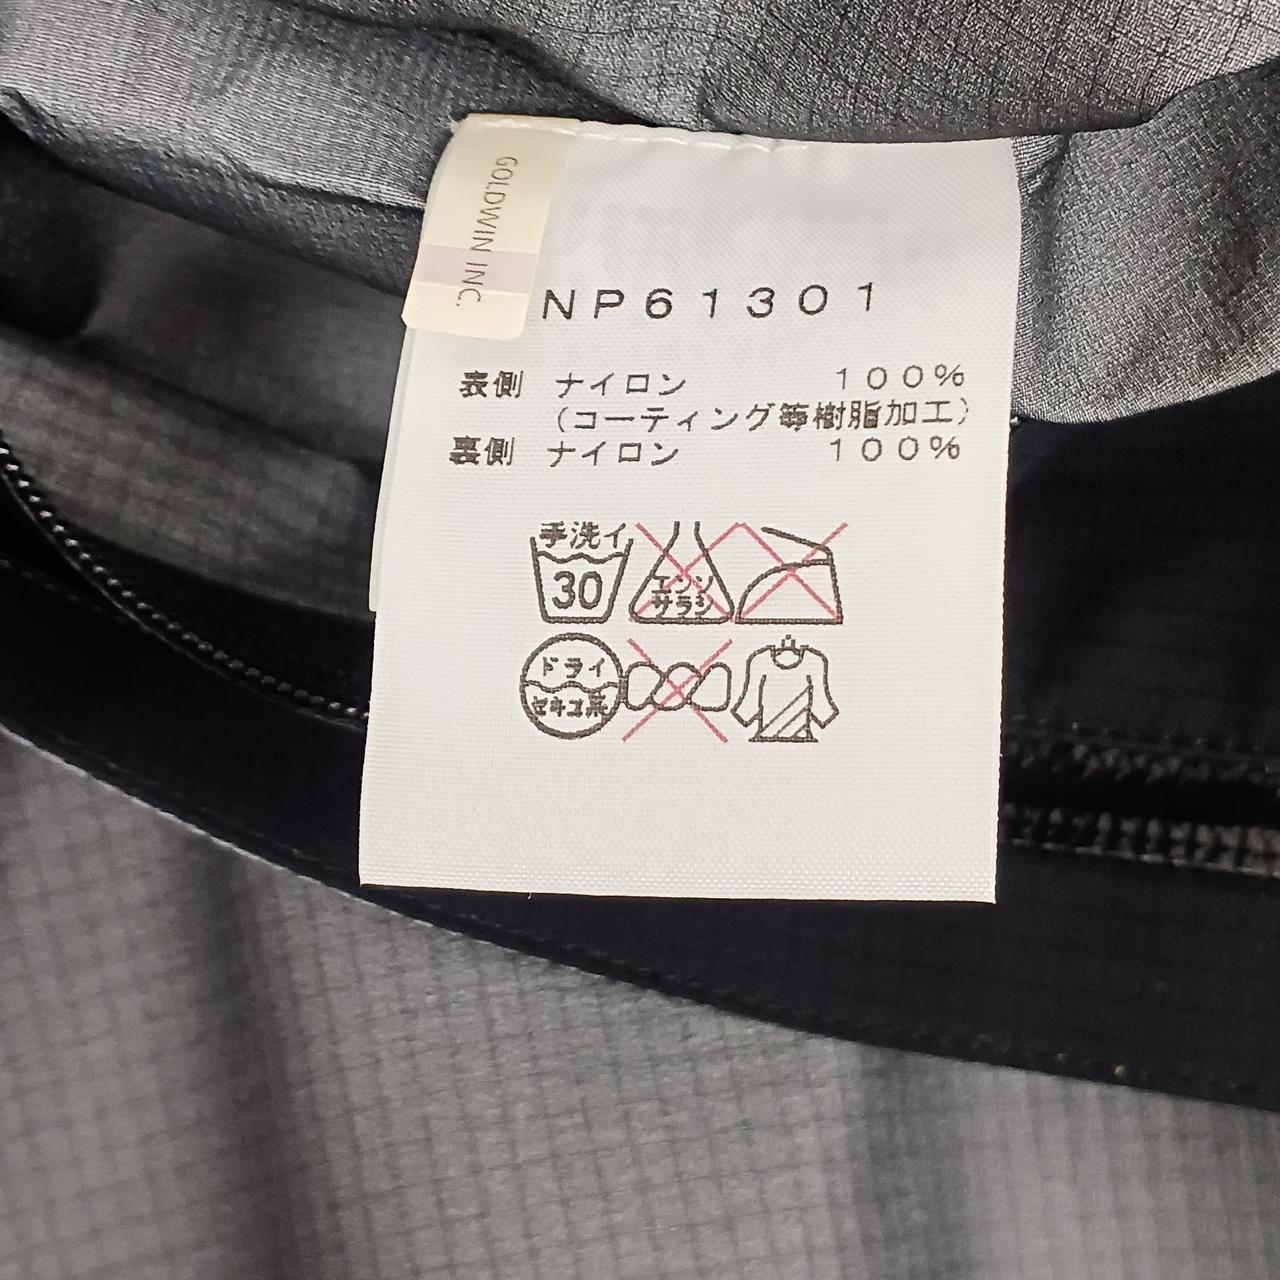 GOLDWIN INC.
NP61301
表側 ナイロン 100%
(コーティング等樹脂加工)
裏側 ナイロン 100%
手洗イ
30
エンソ
サラシ
ドライ
セキユ系